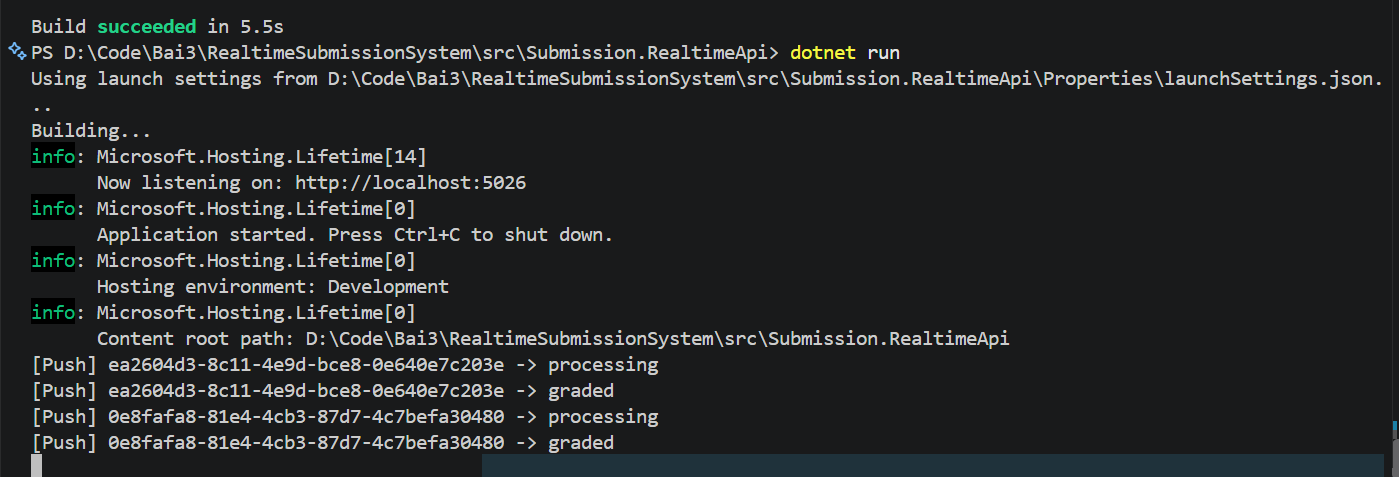 Build succeeded in 5.5s
PS D:\Code\Bai3\RealtimeSubmissionSystem\src\Submission.RealtimeApi> dotnet run
Using launch settings from D:\Code\Bai3\RealtimeSubmissionSystem\src\Submission.RealtimeApi\Properties\launchSettings.json.
..
Building...
info: Microsoft.Hosting.Lifetime[14]
      Now listening on: http://localhost:5026
info: Microsoft.Hosting.Lifetime[0]
      Application started. Press Ctrl+C to shut down.
info: Microsoft.Hosting.Lifetime[0]
      Hosting environment: Development
info: Microsoft.Hosting.Lifetime[0]
      Content root path: D:\Code\Bai3\RealtimeSubmissionSystem\src\Submission.RealtimeApi
[Push] ea2604d3-8c11-4e9d-bce8-0e640e7c203e -> processing
[Push] ea2604d3-8c11-4e9d-bce8-0e640e7c203e -> graded
[Push] 0e8fafa8-81e4-4cb3-87d7-4c7befa30480 -> processing
[Push] 0e8fafa8-81e4-4cb3-87d7-4c7befa30480 -> graded